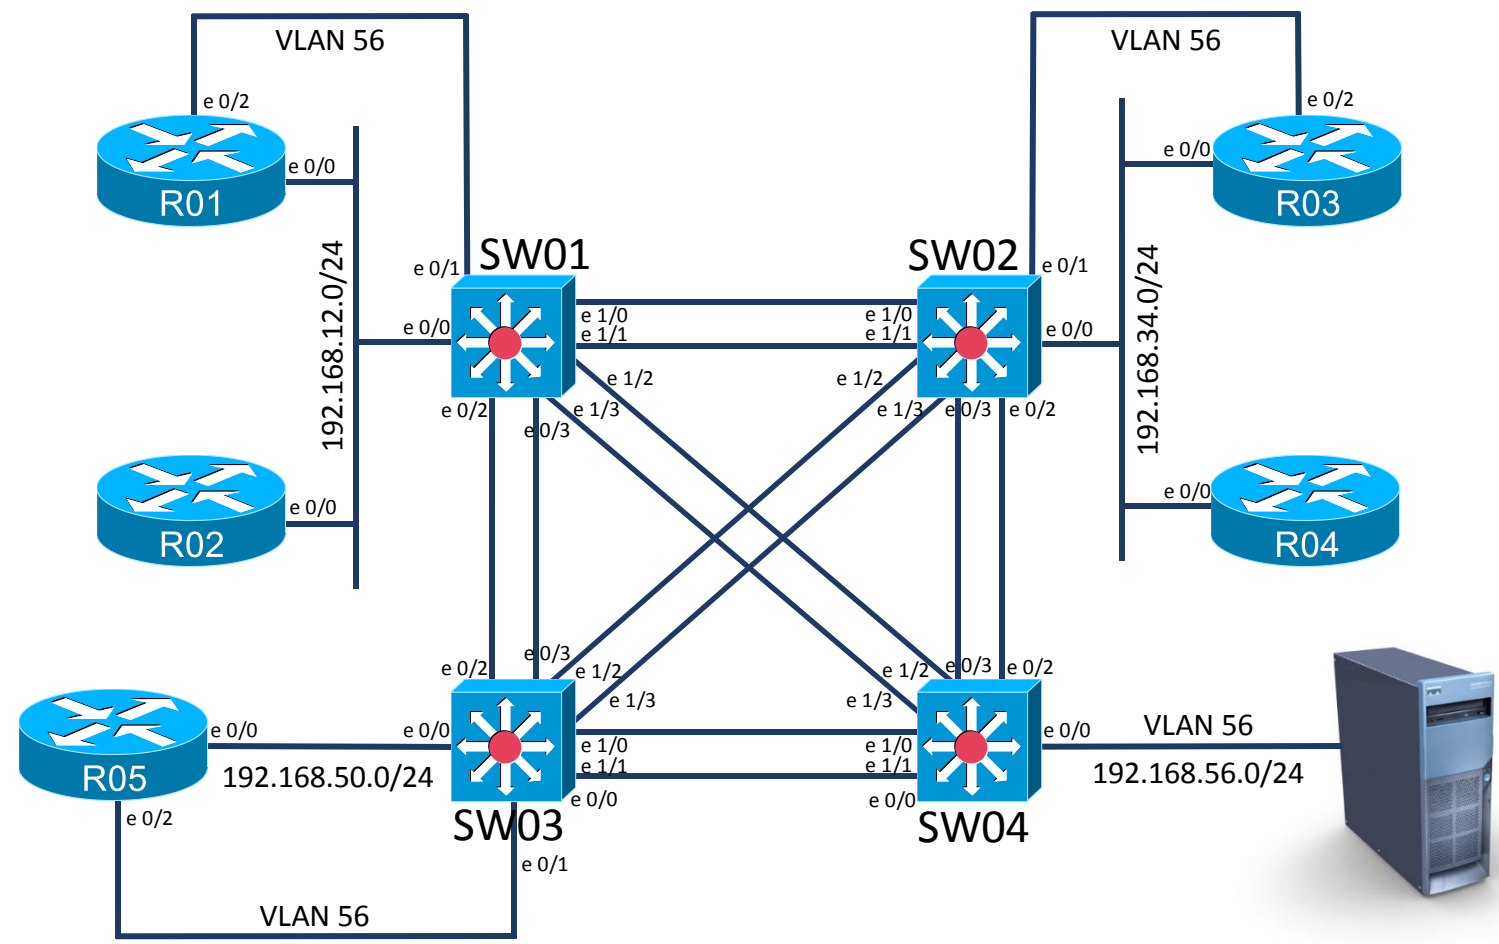 VLAN 56
VLAN 56
e 0/2
e 0/2
R01
e 0/0
e 0/0
R03
192.168.12.0/24
192.168.34.0/24
SW01
SW02
e 0/1
e 0/1
e 0/0
e 1/0
e 1/1
e 1/0
e 1/1
e 0/0
e 1/2
e 1/2
e 0/2
e 0/3
e 1/3
e 1/3
e 0/3
e 0/2
R02
e 0/0
e 0/0
R04
e 0/2
e 0/3
e 1/2
e 1/3
e 1/2
e 1/3
e 0/3
e 0/2
R05
e 0/0
e 0/0
192.168.50.0/24
e 1/0
e 1/1
e 0/0
e 1/0
e 1/1
e 0/0
e 0/0
VLAN 56
192.168.56.0/24
e 0/2
SW03
SW04
e 0/1
VLAN 56